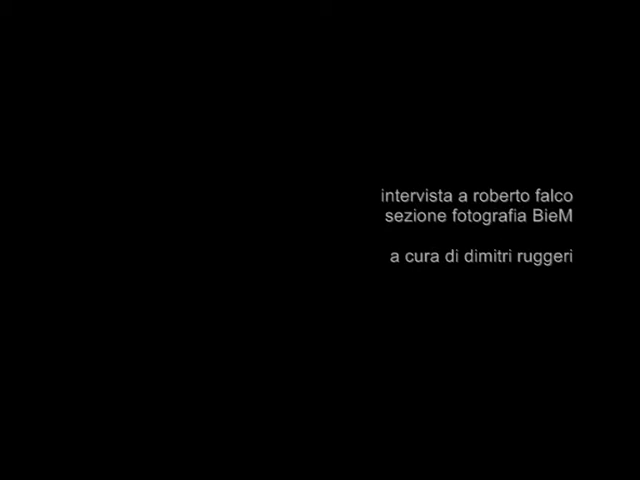 intervista a roberto falco
sezione fotografia BieM
a cura di dimitri ruggeri